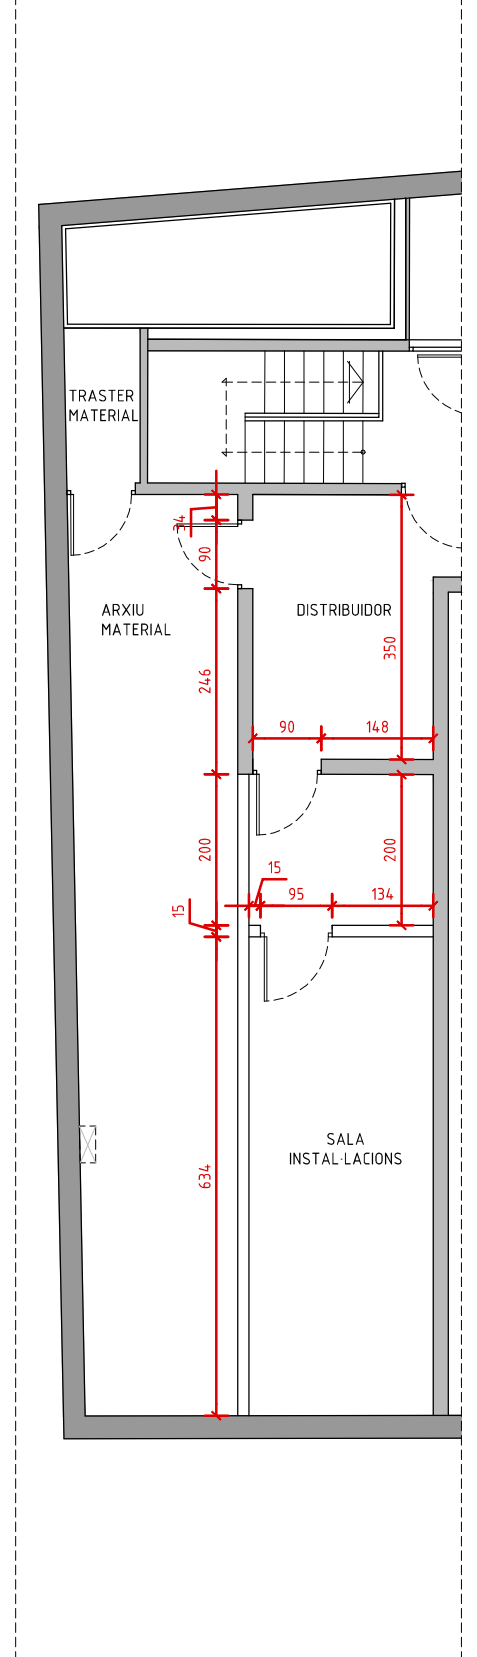 TRASTER
MATERIAL
34
90
ARXIU
MATERIAL
DISTRIBUIDOR
350
246
90
148
200
15
200
95
134
15
SALA
INSTAL·LACIONS
634